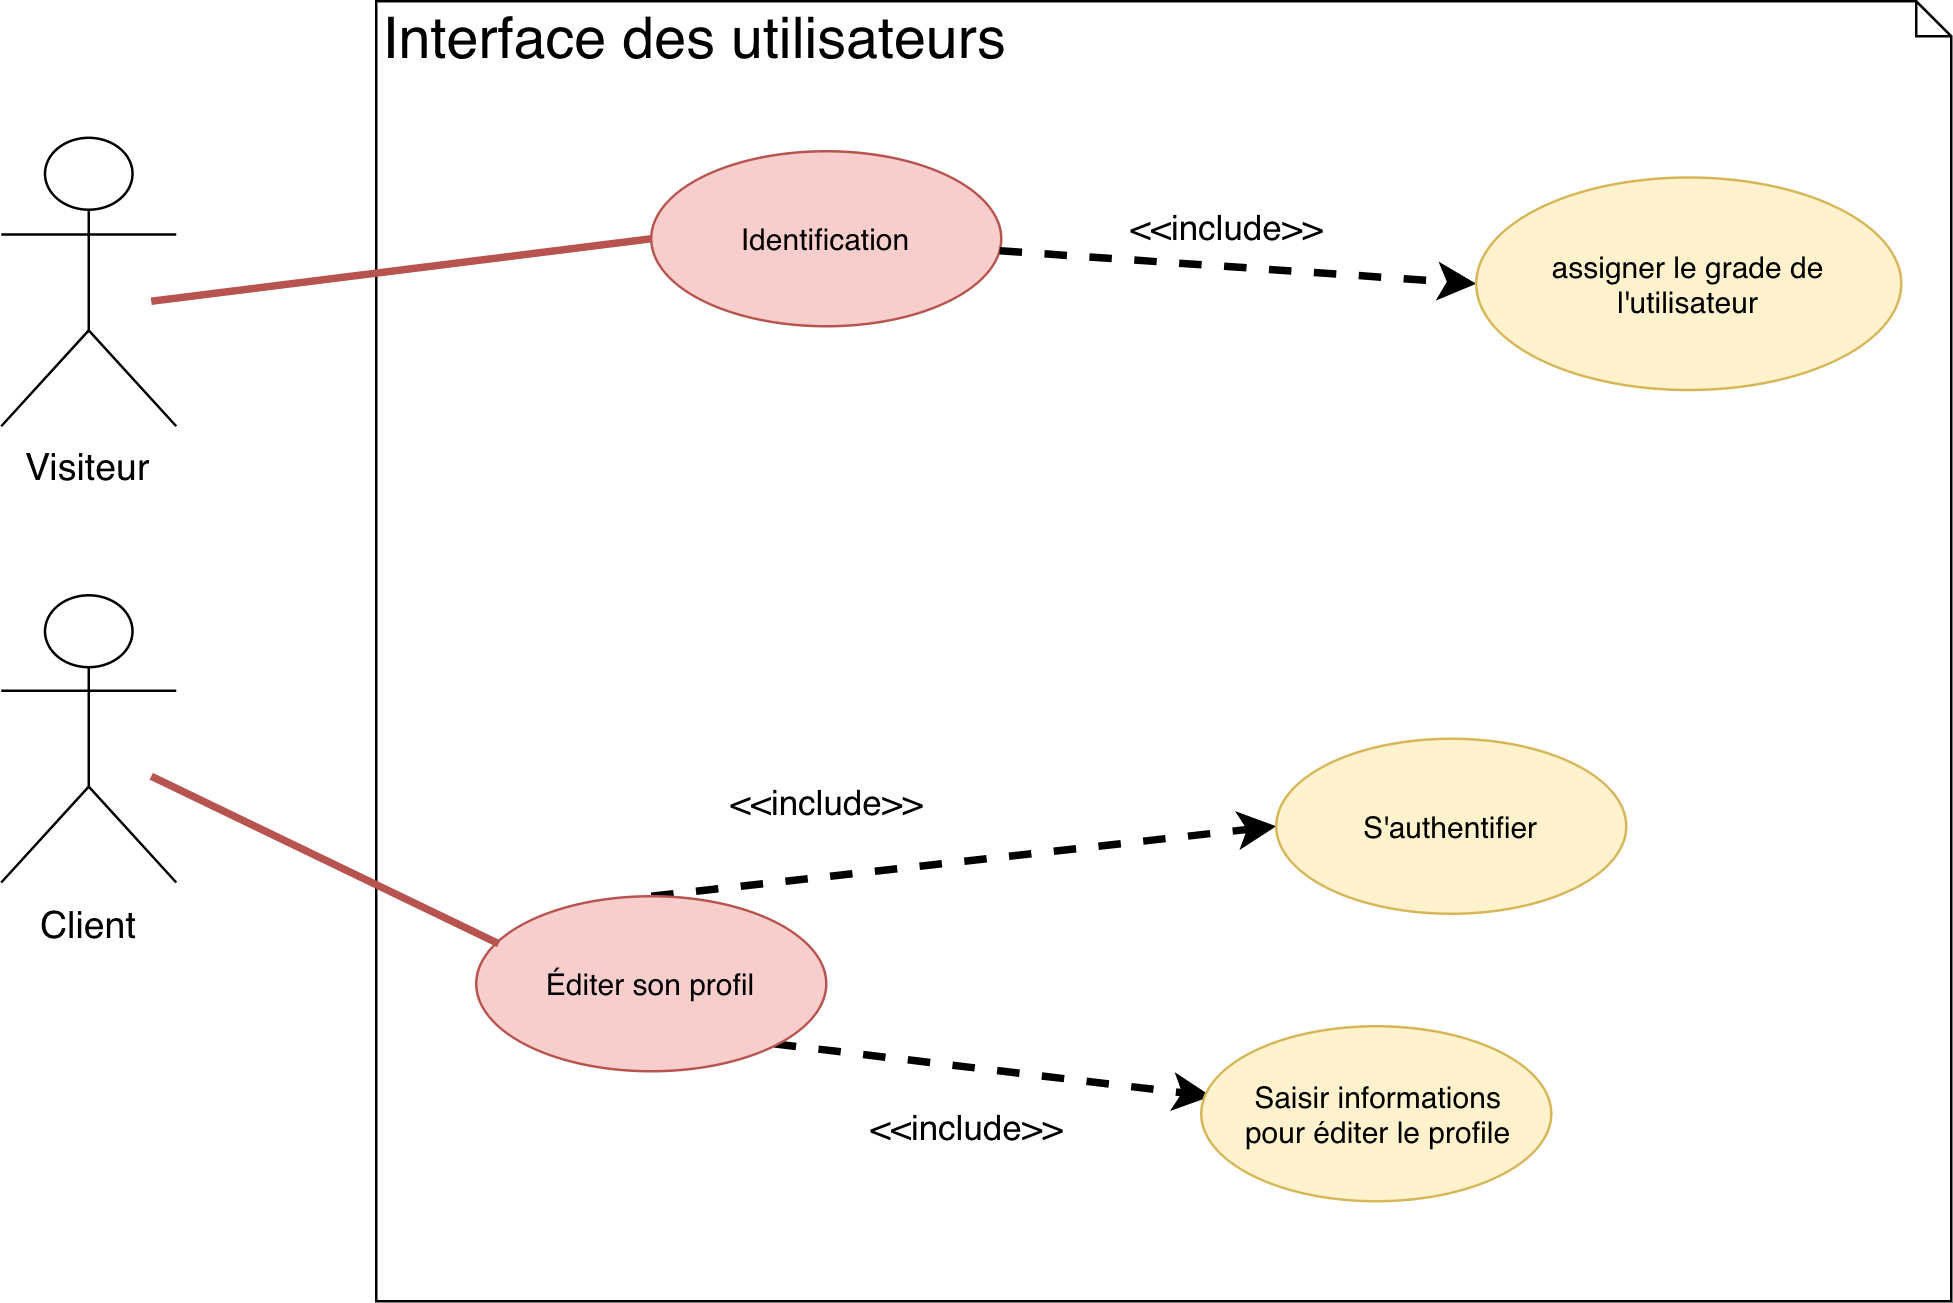 Interface des utilisateurs
Identification
<<include>>
assigner le grade de
l'utilisateur
Visiteur
<<include>>
S'authentifier
Client
Éditer son profil
<<include>>
Saisir informations
pour éditer le profile